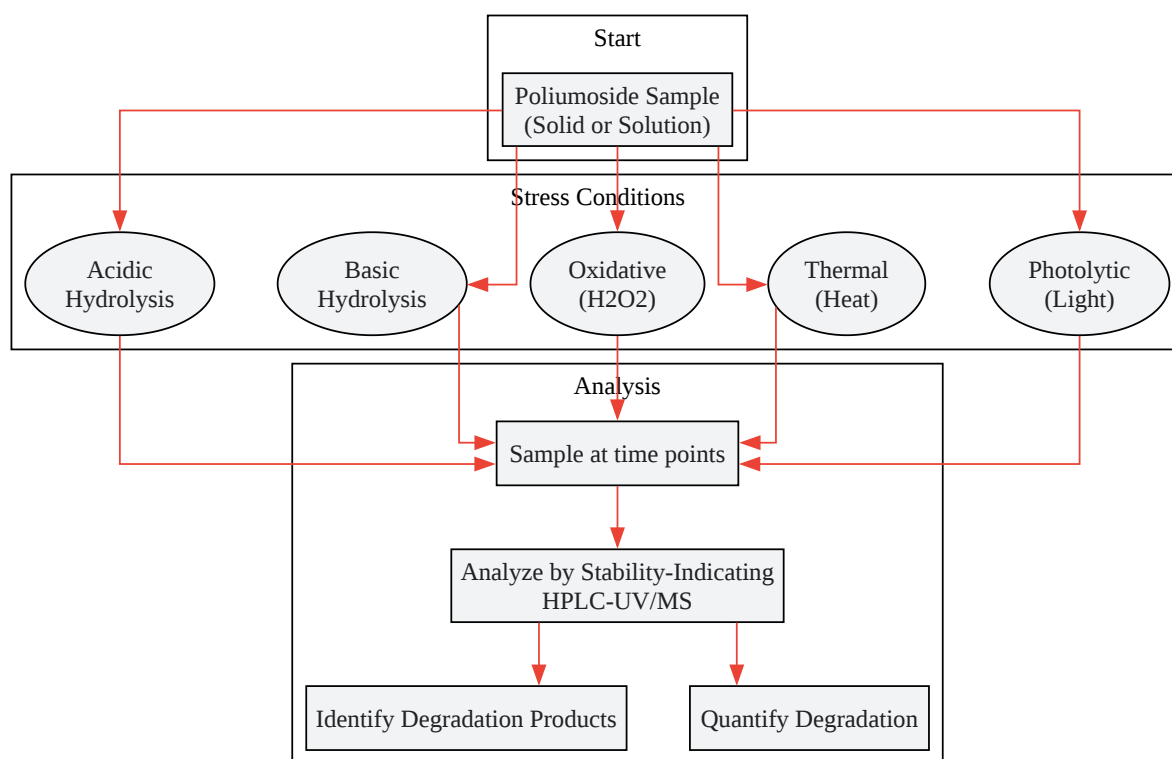 Start
Poliumoside Sample
(Solid or Solution)
Stress Conditions
Acidic
Hydrolysis
Basic
Hydrolysis
Oxidative
(H2O2)
Thermal
(Heat)
Photolytic
(Light)
Analysis
Sample at time points
Analyze by Stability-Indicating
HPLC-UV/MS
Identify Degradation Products
Quantify Degradation